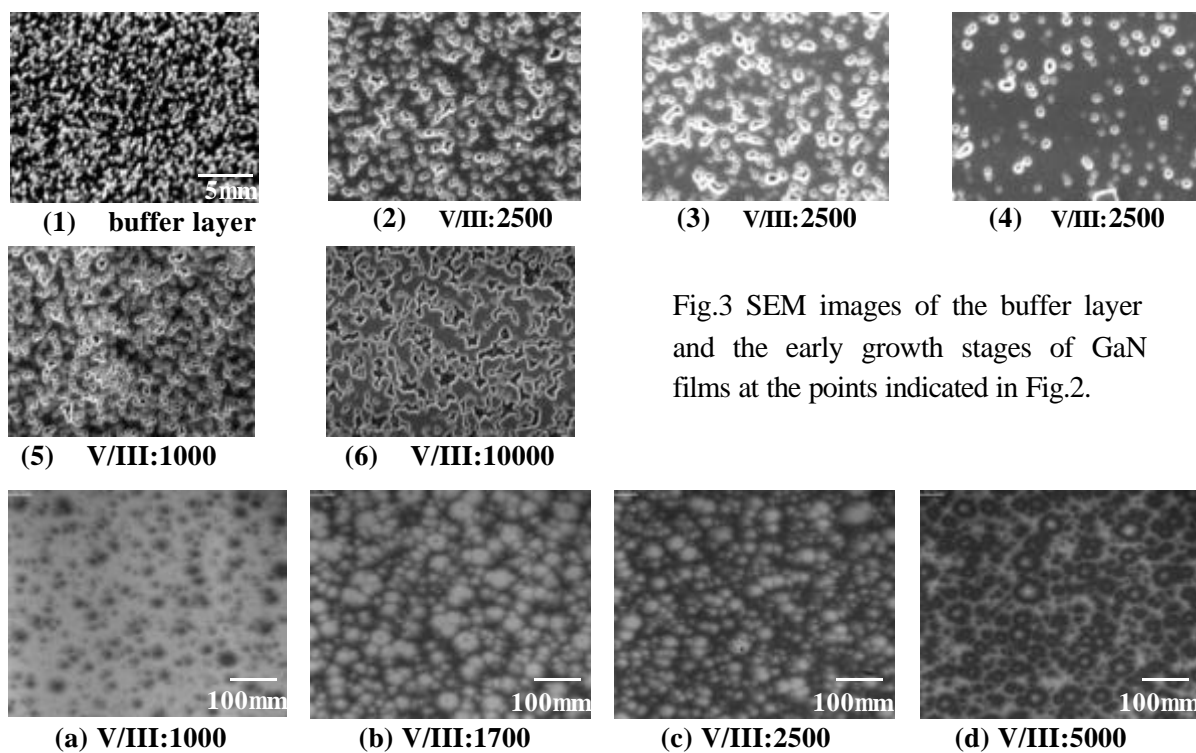 5mm
(1) buffer layer
(2) V/III:2500
(3) V/III:2500
(4) V/III:2500
Fig.3 SEM images of the buffer layer
and the early growth stages of GaN
films at the points indicated in Fig.2.
(5) V/III:1000
(6) V/III:10000
100mm
100mm
100mm
100mm
(a) V/III:1000
(b) V/III:1700
(c) V/III:2500
(d) V/III:5000